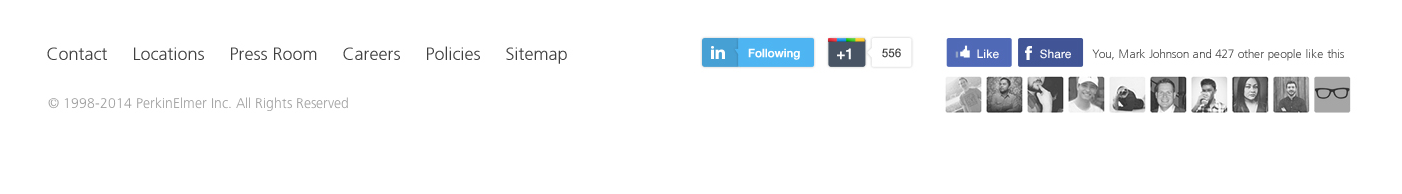 Contact Locations Press Room Careers Policies Sitemap
in Following +1 556 Like f Share You, Mark Johnson and 427 other people like this
© 1998-2014 PerkinElmer Inc. All Rights Reserved